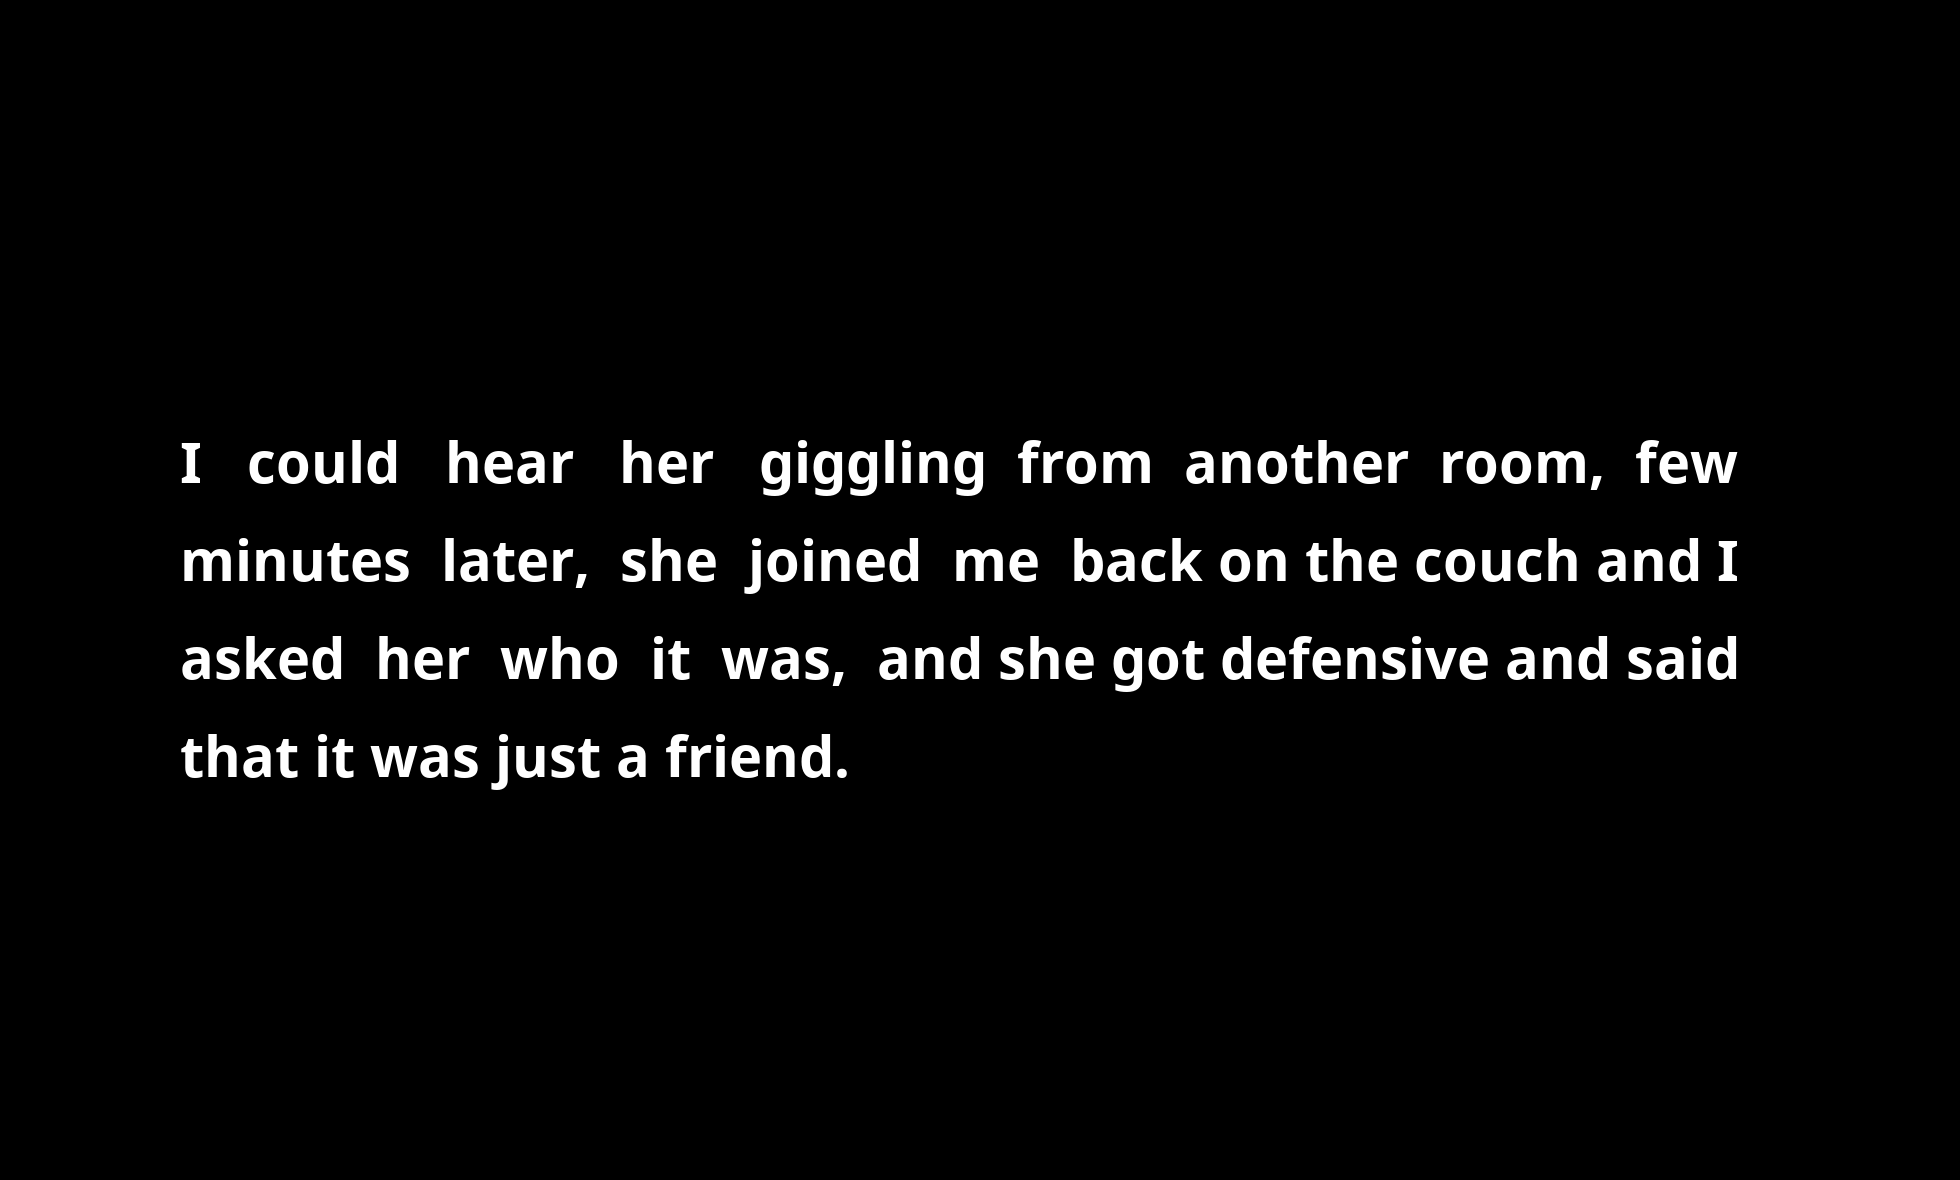 I could hear her giggling from another room, few
minutes later, she joined me back on the couch and I
asked her who it was, and she got defensive and said
that it was just a friend.